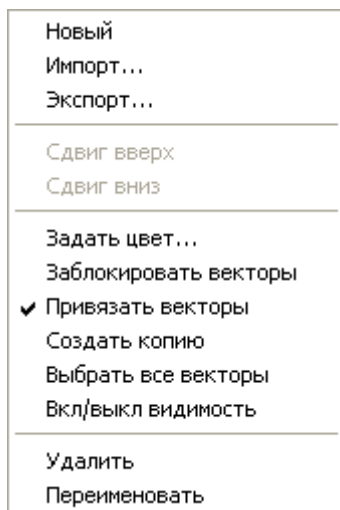 Новый
Импорт...
Экспорт...
Сдвиг вверх
Сдвиг вниз
Задать цвет...
Заблокировать векторы
Привязать векторы
Создать копию
Выбрать все векторы
Вкл/выкл видимость
Удалить
Переименовать